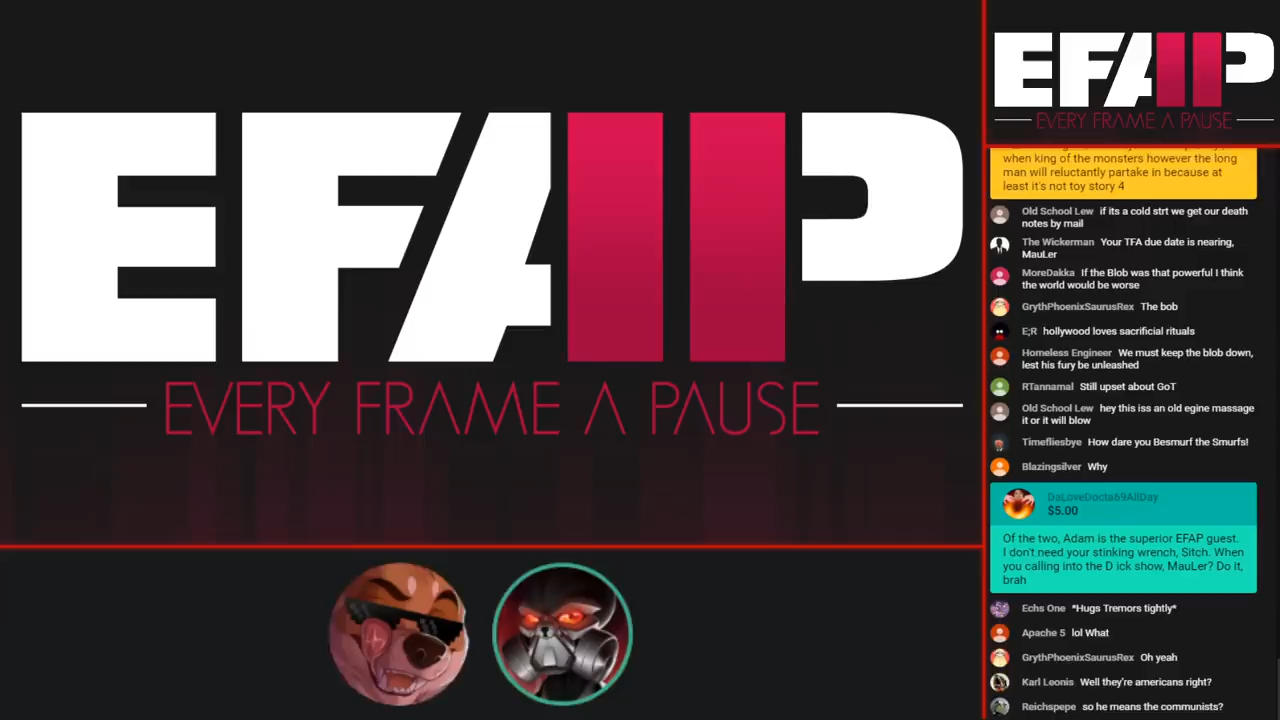 EFAP
EVERY FRAME A PAUSE
EFAP
EVERY FRAME A PAUSE
when king of the monsters however the long
man will reluctantly partake in because at
least it's not toy story 4
Old School Lew if its a cold strt we get our death
notes by mail
The Wickerman Your TFA due date is nearing,
MauLer
MoreDakka If the Blob was that powerful I think
the world would be worse
GrythPhoenixSaurusRex The bob
E;R hollywood loves sacrificial rituals
Homeless Engineer We must keep the blob down,
lest his fury be unleashed
RTannamal Still upset about GoT
Old School Lew hey this iss an old egine massage
it or it will blow
Timefliesbye How dare you Besmurf the Smurfs!
Blazingsilver Why
DaLoveDocta69AllDay
$5.00
Of the two, Adam is the superior EFAP guest.
I don't need your stinking wrench, Sitch. When
you calling into the D ick show, MauLer? Do it,
brah
Echs One *Hugs Tremors tightly*
Apache 5 lol What
GrythPhoenixSaurusRex Oh yeah
Karl Leonis Well they're americans right?
Reichspepe so he means the communists?